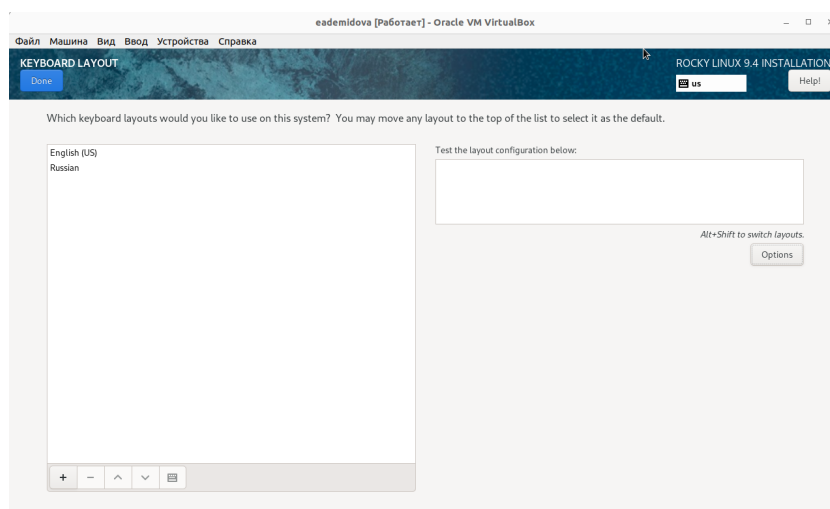 eademidova [Работает] - Oracle VM VirtualBox
Файл Машина Вид Ввод Устройства Справка
KEYBOARD LAYOUT
ROCKY LINUX 9.4 INSTALLATION
Done
us
Help!
Which keyboard layouts would you like to use on this system? You may move any layout to the top of the list to select it as the default.
English (US)
Russian
Test the layout configuration below:
Alt+Shift to switch layouts.
Options